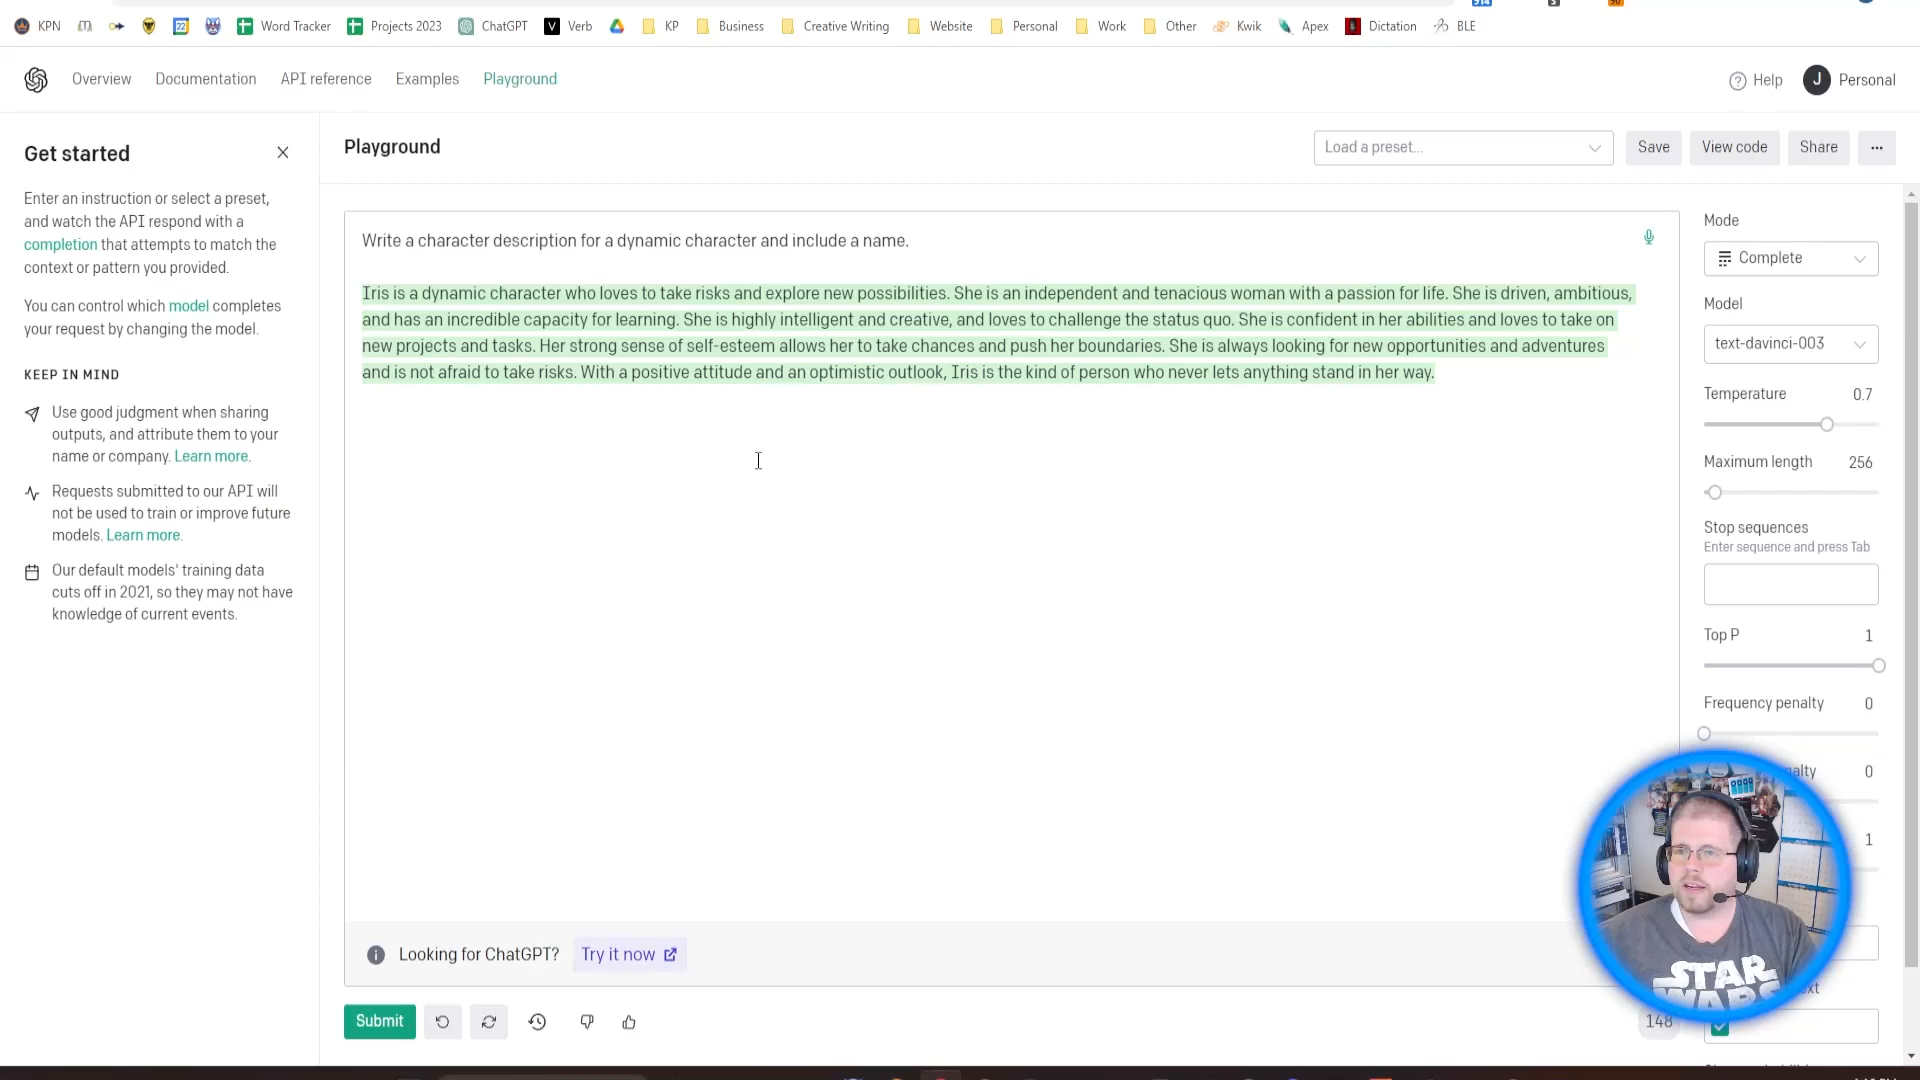 KPN
22
Word Tracker
Projects 2023
ChatGPT
V Verb
KP
Business
Creative Writing
Website
Personal
Work
Other
Kwik
Apex
Dictation
BLE
Overview
Documentation
API reference
Examples
Playground
Help
J
Personal
Get started
Enter an instruction or select a preset,
and watch the API respond with a
completion that attempts to match the
context or pattern you provided.
You can control which model completes
your request by changing the model.
KEEP IN MIND
Use good judgment when sharing
outputs, and attribute them to your
name or company. Learn more.
Requests submitted to our API will
not be used to train or improve future
models. Learn more.
Our default models' training data
cuts off in 2021, so they may not have
knowledge of current events.
Playground
Load a preset...
Save
View code
Share
...
Write a character description for a dynamic character and include a name.
Iris is a dynamic character who loves to take risks and explore new possibilities. She is an independent and tenacious woman with a passion for life. She is driven, ambitious,
and has an incredible capacity for learning. She is highly intelligent and creative, and loves to challenge the status quo. She is confident in her abilities and loves to take on
new projects and tasks. Her strong sense of self-esteem allows her to take chances and push her boundaries. She is always looking for new opportunities and adventures
and is not afraid to take risks. With a positive attitude and an optimistic outlook, Iris is the kind of person who never lets anything stand in her way.
Looking for ChatGPT?
Try it now
Submit
148
Mode
Complete
Model
text-davinci-003
Temperature 0.7
Maximum length 256
Stop sequences
Enter sequence and press Tab
Top P 1
Frequency penalty 0
alty 0
1
STAR
WARS